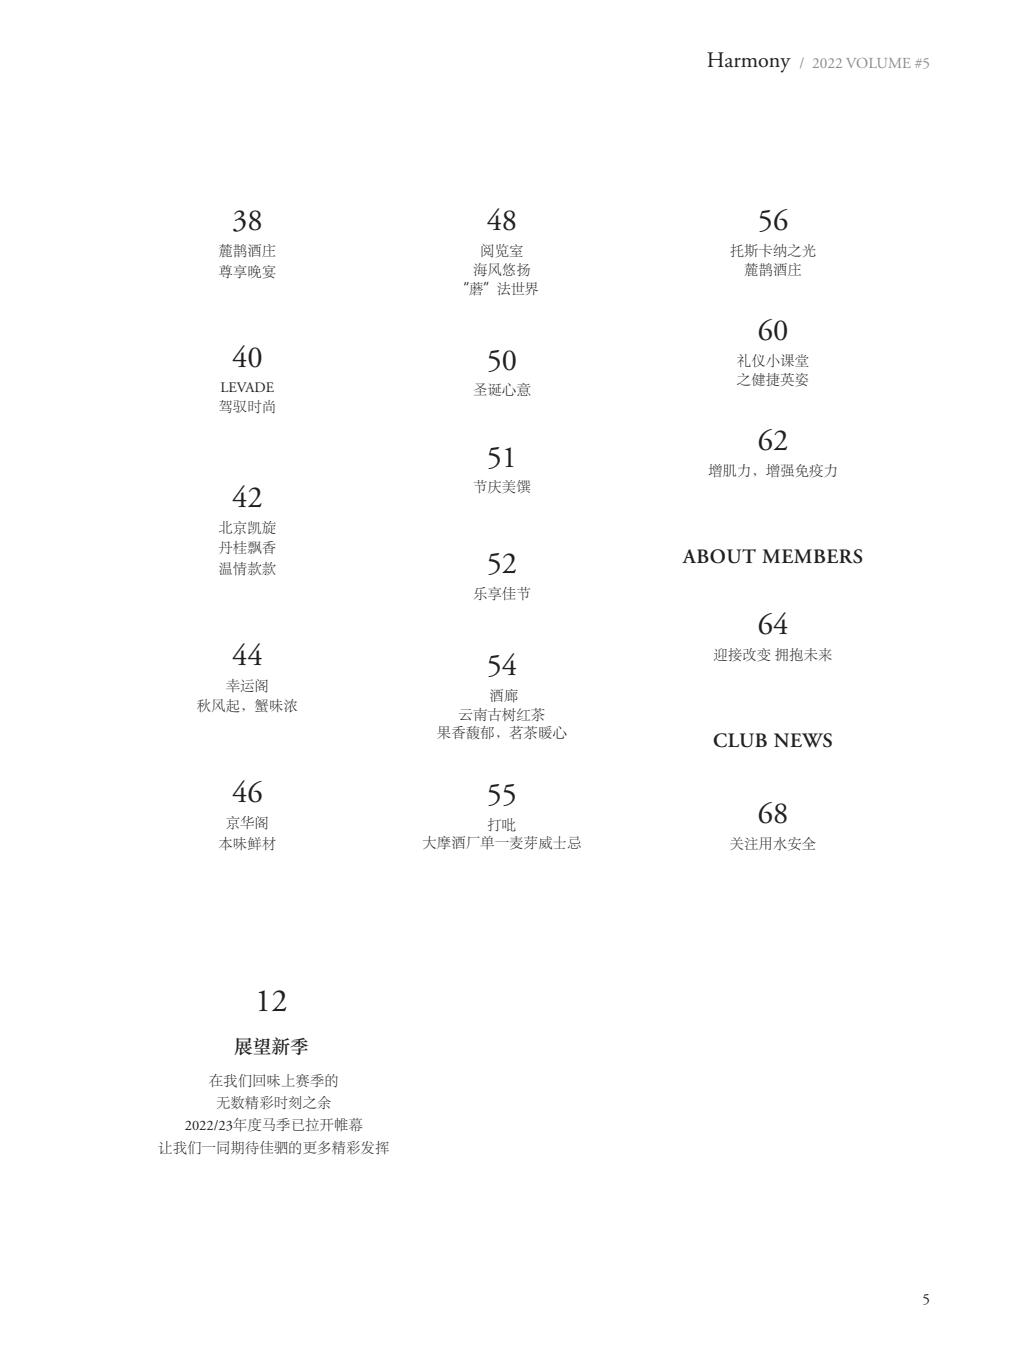 Harmony / 2022 VOLUME #5
38
麓鹊酒庄
尊享晚宴
40
LEVADE
驾驭时尚
42
北京凯旋
丹桂飘香
温情款款
44
幸运阁
秋风起，蟹味浓
46
京华阁
本味鲜材
48
阅览室
海风悠扬
“蘑”法世界
50
圣诞心意
51
节庆美馔
52
乐享佳节
54
酒廊
云南古树红茶
果香馥郁，茗茶暖心
55
打吡
大摩酒厂单一麦芽威士忌
56
托斯卡纳之光
麓鹊酒庄
60
礼仪小课堂
之健捷英姿
62
增肌力，增强免疫力
ABOUT MEMBERS
64
迎接改变 拥抱未来
CLUB NEWS
68
关注用水安全
12
展望新季
在我们回味上赛季的
无数精彩时刻之余
2022/23年度马季已拉开帷幕
让我们一同期待佳驷的更多精彩发挥
5